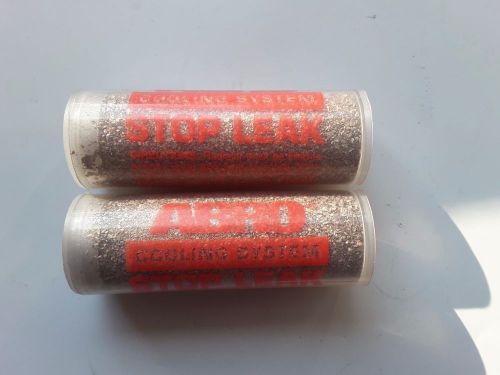 COOLING SYSTEM
STOP LEAK
ABRO
COOLING SYSTEM
STOP LEAK